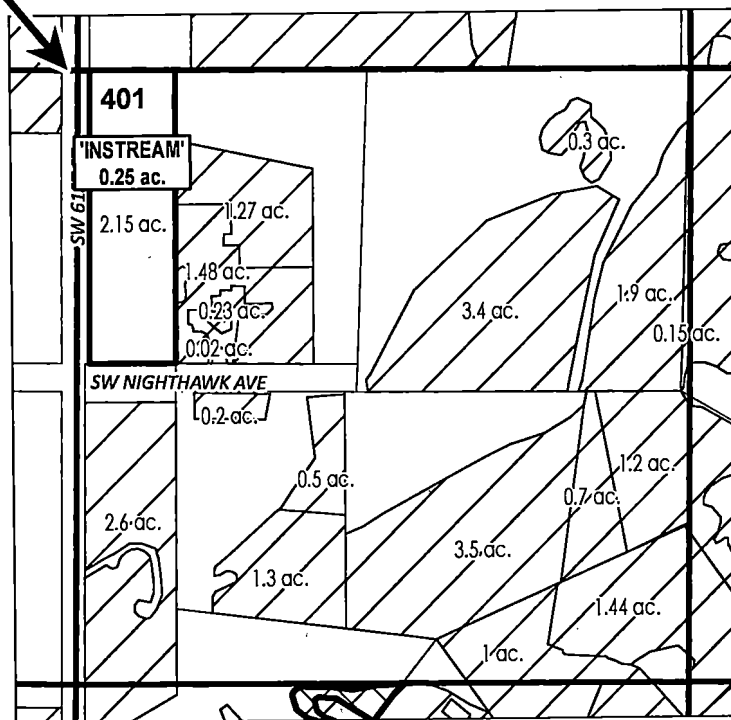 401
'INSTREAM'
0.25 ac.
SW 61
2.15 ac.
1.27 ac.
1.48 ac.
0.23 ac.
0.02 ac.
0.3 ac.
3.4 ac.
1.9 ac.
0.15 ac.
SW NIGHTHAWK AVE
0.2 ac.
0.5 ac.
2.6 ac.
1.3 ac.
3.5 ac.
0.7 ac.
1.2 ac.
1.44 ac.
1 ac.